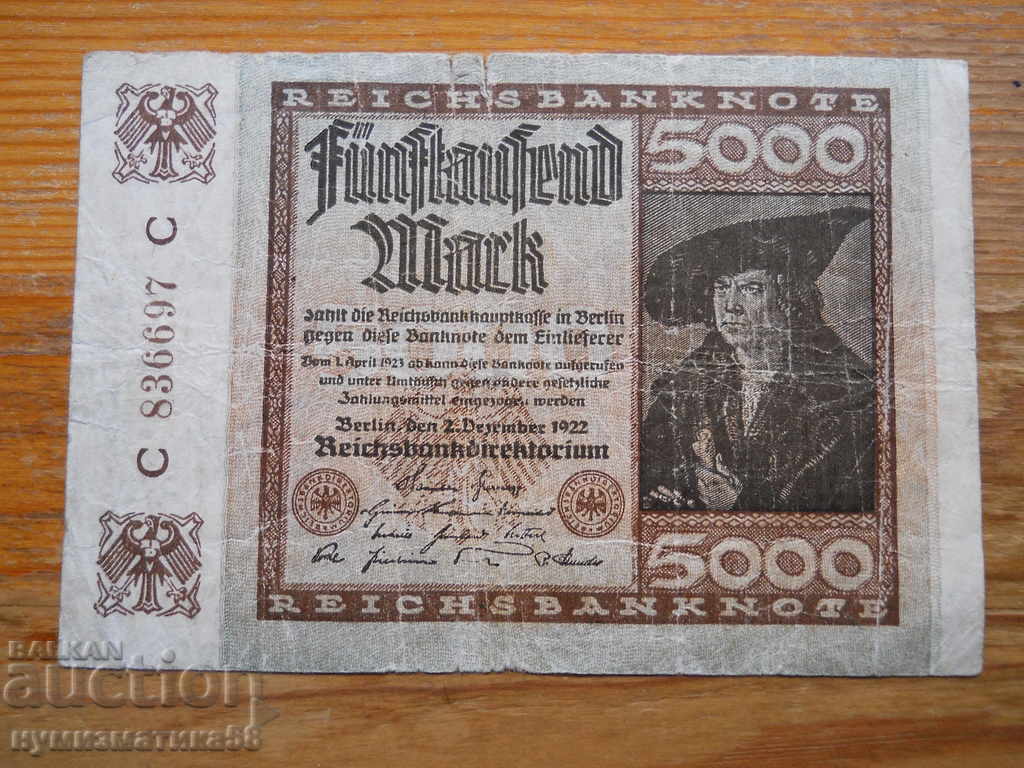 REICHSBANKNOTE
Fünftausend
Mark
5000
zahlt die Reichsbankhauptkasse in Berlin
gegen diese Banknote dem Einlieferer
Vom 1. April 1923 ab kann diese Banknote aufgerufen
und unter Umtausch gegen andere gesetzliche
Zahlungsmittel eingezogen werden
Berlin, den 2. Dezember 1922
Reichsbankdirektorium
5000
REICHSBANKNOTE
C 836697 C
BALKAN
auction
нумизматика58